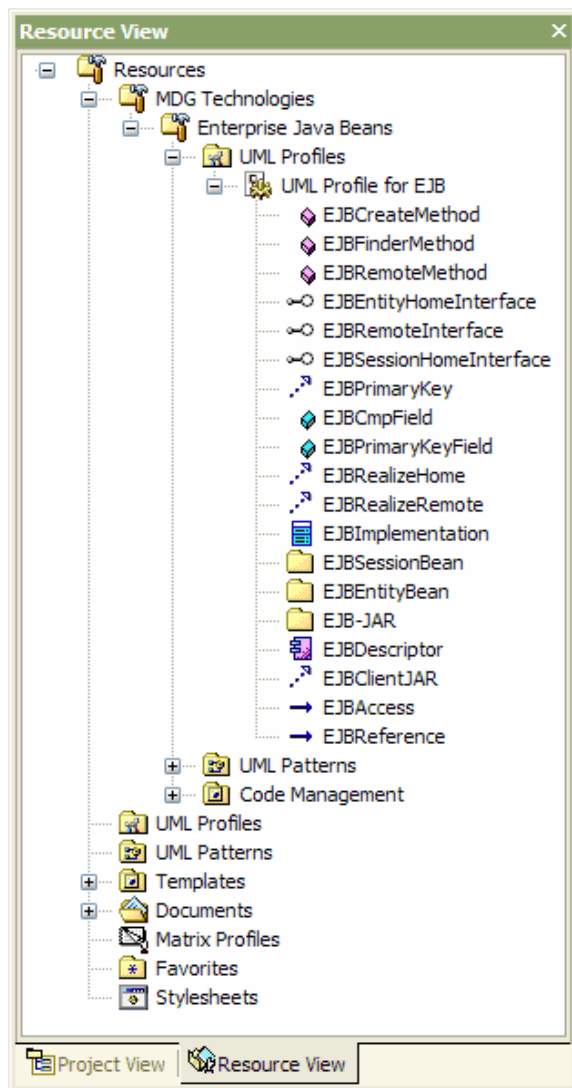 Resource View
Resources
MDG Technologies
Enterprise Java Beans
UML Profiles
UML Profile for EJB
EJBCreateMethod
EJBFinderMethod
EJBRemoteMethod
EJBEntityHomeInterface
EJBRemoteInterface
EJBSessionHomeInterface
EJBPrimaryKey
EJBCmpField
EJBPrimaryKeyField
EJBRealizeHome
EJBRealizeRemote
EJBImplementation
EJBSessionBean
EJBEntityBean
EJB-JAR
EJBDescriptor
EJBClientJAR
EJBAccess
EJBReference
UML Patterns
Code Management
UML Profiles
UML Patterns
Templates
Documents
Matrix Profiles
Favorites
Stylesheets
Project View Resource View